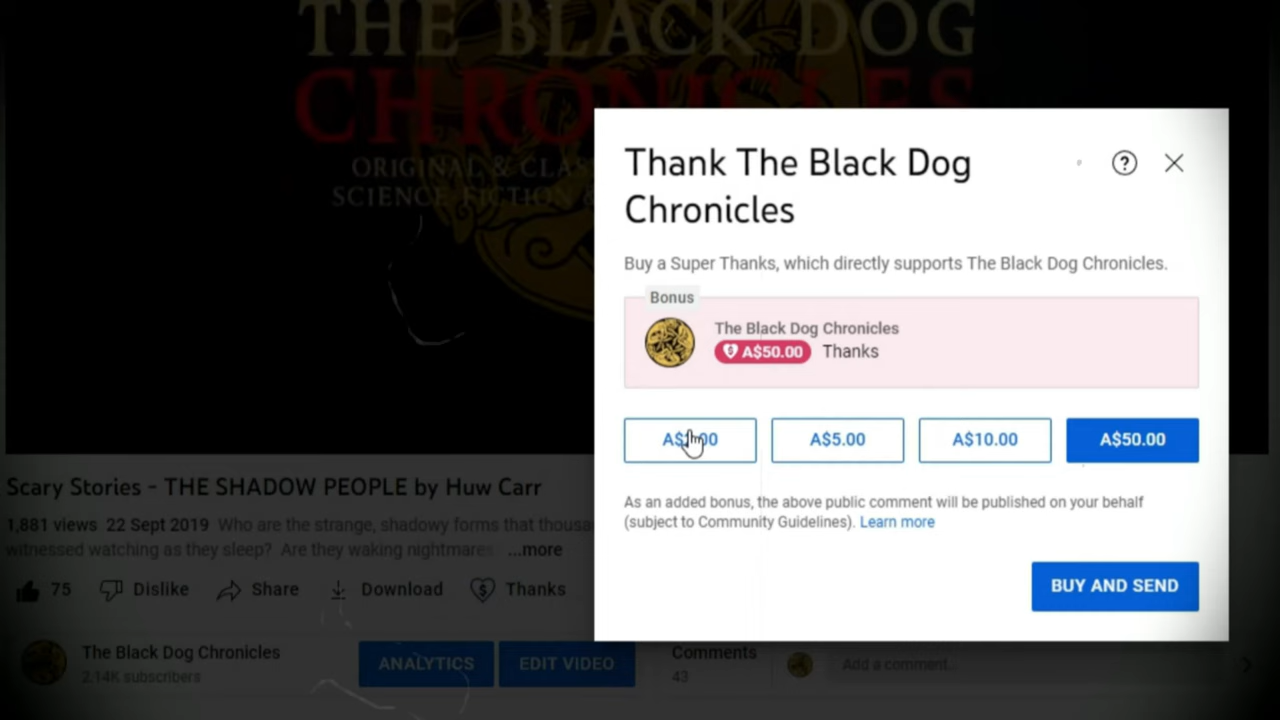 THE BLACK DOG
CHRONICLES
ORIGINAL & CLAS
SCIENCE FICTION &
Thank The Black Dog
Chronicles
Buy a Super Thanks, which directly supports The Black Dog Chronicles.
Bonus
The Black Dog Chronicles
A$50.00 Thanks
A$5.00
A$10.00
A$50.00
As an added bonus, the above public comment will be published on your behalf
(subject to Community Guidelines). Learn more
BUY AND SEND
Scary Stories - THE SHADOW PEOPLE by Huw Carr
1,881 views 22 Sept 2019 Who are the strange, shadowy forms that thousa
witnessed watching as they sleep? Are they waking nightmares ...more
75 Dislike Share Download Thanks
The Black Dog Chronicles
2.14K subscribers
ANALYTICS
EDIT VIDEO
Comments
43
Add a comment...